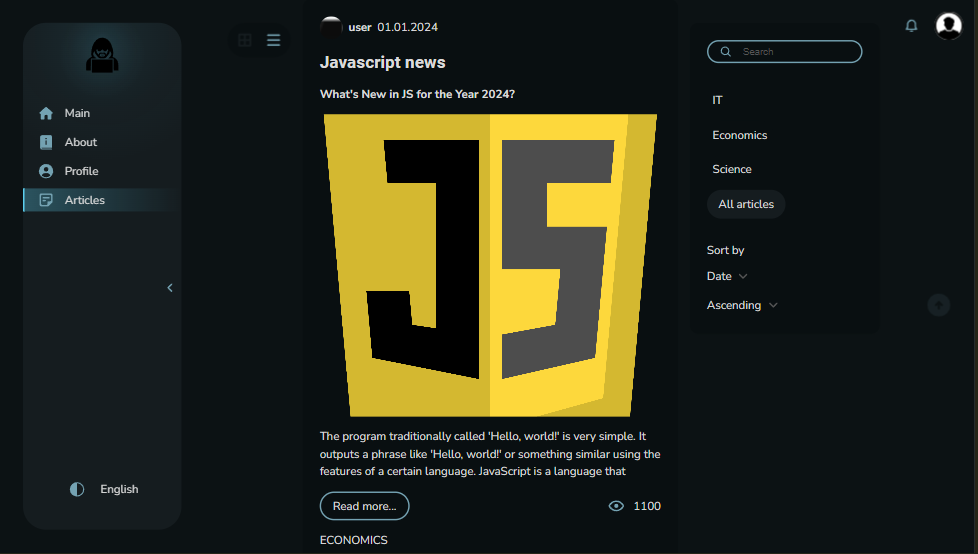 Main
About
Profile
Articles
English
user 01.01.2024
Javascript news
What's New in JS for the Year 2024?
JS
The program traditionally called 'Hello, world!' is very simple. It
outputs a phrase like 'Hello, world!' or something similar using the
features of a certain language. JavaScript is a language that
Read more...
1100
ECONOMICS
Search
IT
Economics
Science
All articles
Sort by
Date
Ascending